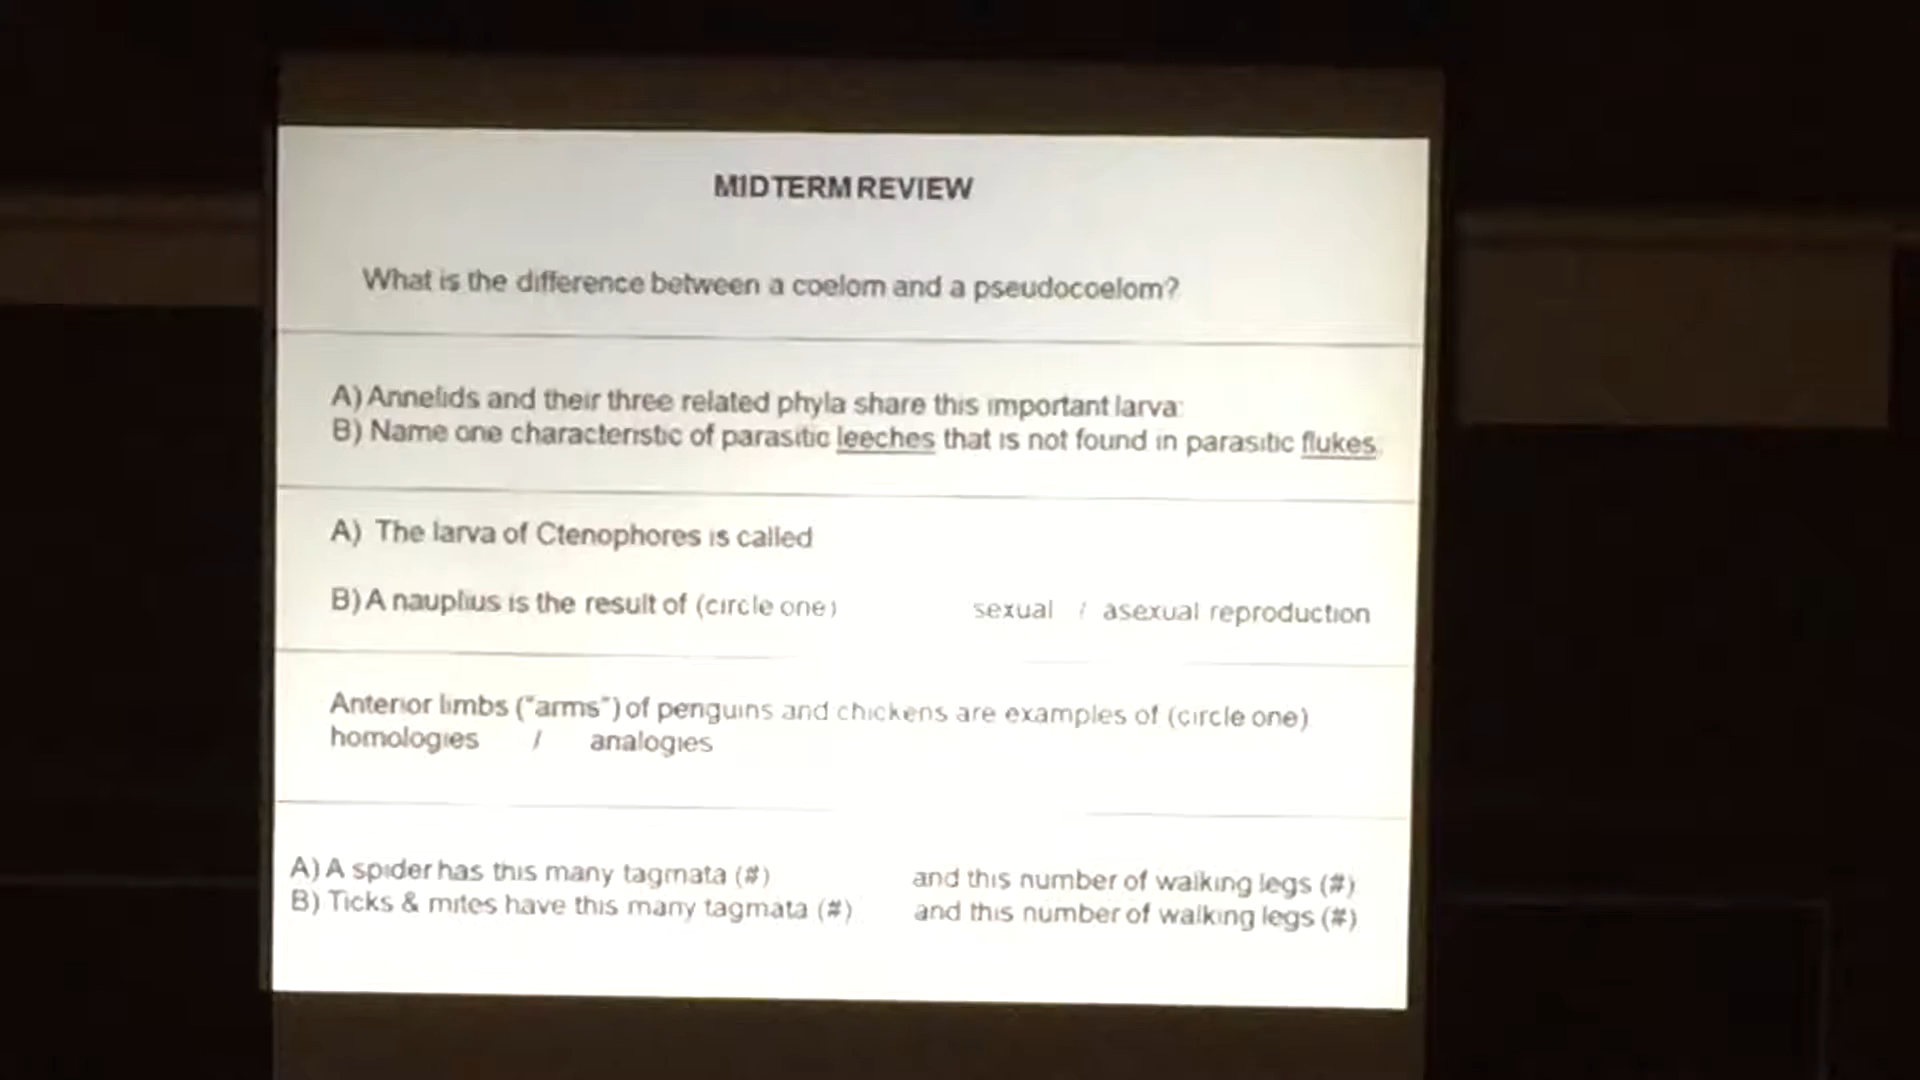 MIDTERM REVIEW
What is the difference between a coelom and a pseudocoelom?
A) Annelids and their three related phyla share this important larva:
B) Name one characteristic of parasitic leeches that is not found in parasitic flukes.
A) The larva of Ctenophores is called
B) A nauplius is the result of (circle one) sexual / asexual reproduction
Anterior limbs ("arms") of penguins and chickens are examples of (circle one)
homologies / analogies
A) A spider has this many tagmata (#) and this number of walking legs (#)
B) Ticks & mites have this many tagmata (#) and this number of walking legs (#)